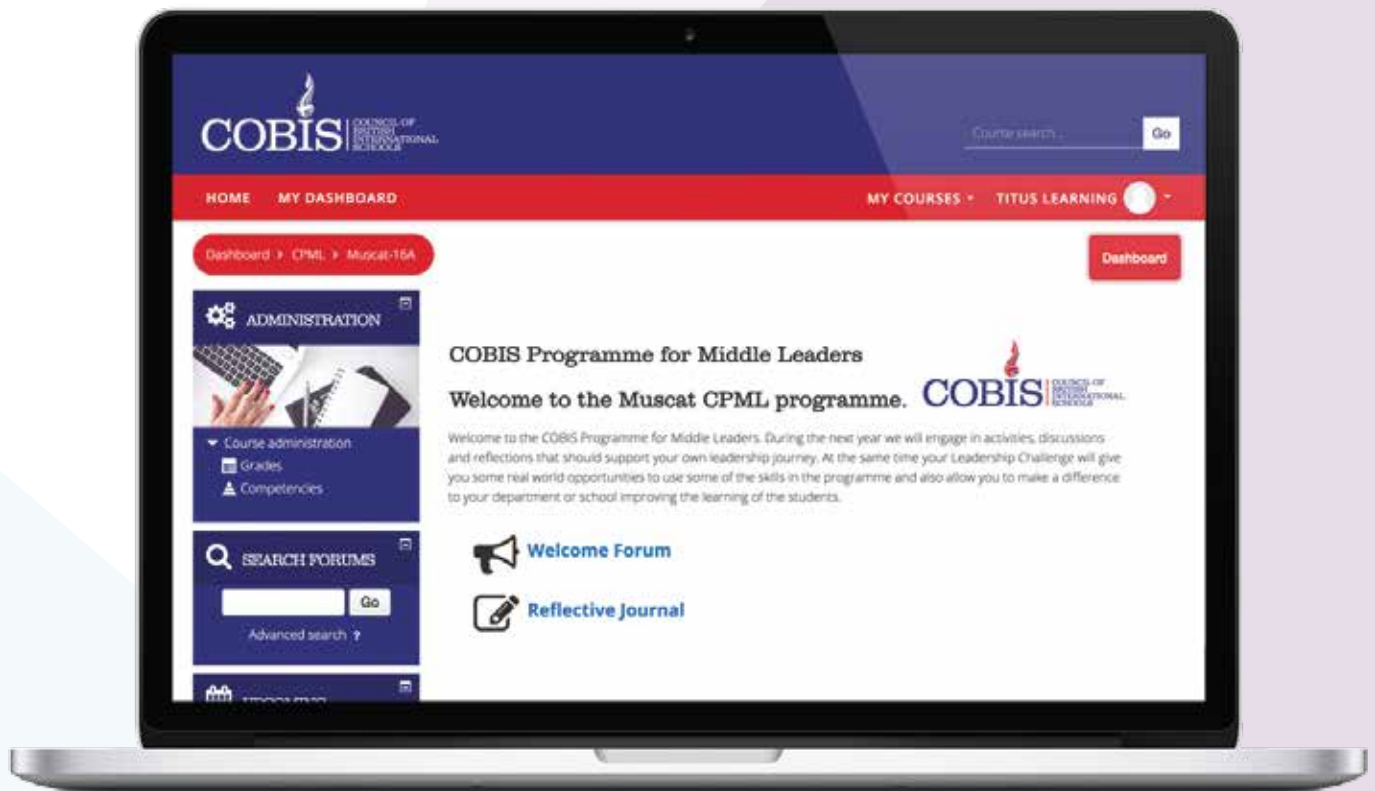 COBIS
COUNCIL OF
BRITISH
INTERNATIONAL
SCHOOLS
Course search...
Go
HOME MY DASHBOARD MY COURSES TITUS LEARNING
Dashboard > CPML > Muscat-16A
Dashboard
ADMINISTRATION
Course administration
Grades
Competencies
COBIS Programme for Middle Leaders
Welcome to the Muscat CPML programme.
COBIS
COUNCIL OF
BRITISH
INTERNATIONAL
SCHOOLS
Welcome to the COBIS Programme for Middle Leaders. During the next year we will engage in activities, discussions
and reflections that should support your own leadership journey. At the same time your Leadership Challenge will give
you some real world opportunities to use some of the skills in the programme and also allow you to make a difference
to your department or school improving the learning of the students.
Welcome Forum
Reflective Journal
SEARCH FORUMS
Go
Advanced search ?